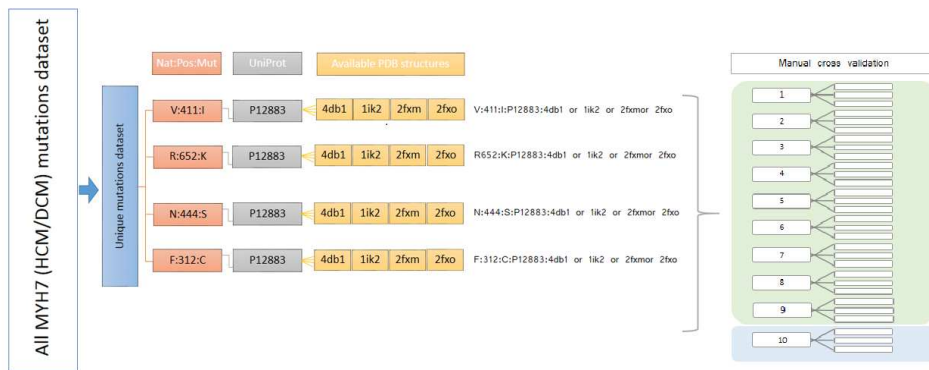 All MYH7 (HCM/DCM) mutations dataset
Unique mutations dataset
Nat:Pos:Mut
UniProt
Available PDB structures
V:411:I
P12883
4db1
1ik2
2fxm
2fxo
V:411:I:P12883:4db1 or 1ik2 or 2fxmor 2fxo
R:652:K
P12883
4db1
1ik2
2fxm
2fxo
R652:K:P12883:4db1 or 1ik2 or 2fxmor 2fxo
N:444:S
P12883
4db1
1ik2
2fxm
2fxo
N:444:S:P12883:4db1 or 1ik2 or 2fxmor 2fxo
F:312:C
P12883
4db1
1ik2
2fxm
2fxo
F:312:C:P12883:4db1 or 1ik2 or 2fxmor 2fxo
Manual cross validation
1
2
3
4
5
6
7
8
9
10